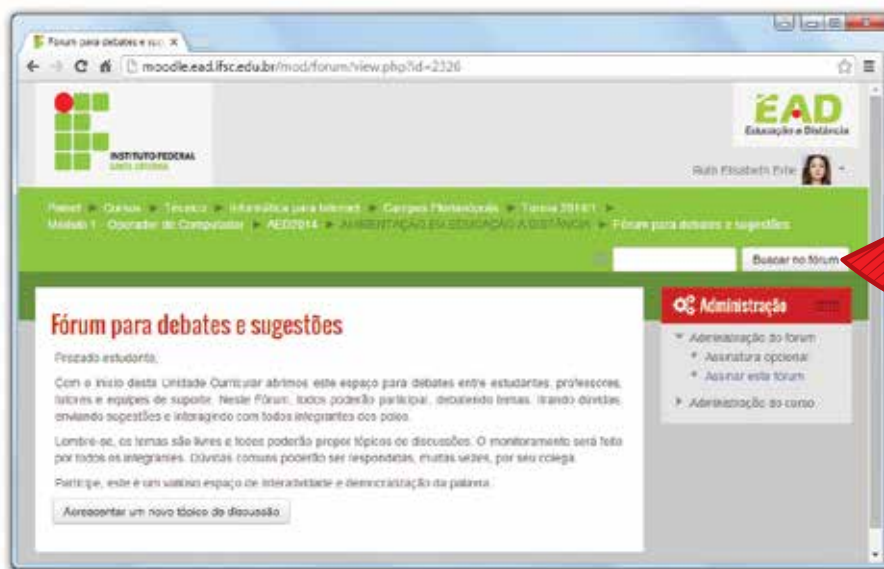 Fórum para debates e sug
moodle.ead.ifsc.edu.br/mod/forum/view.php?id=2326
EAD
Educação a Distância
INSTITUTO FEDERAL
SANTA CATARINA
Ruth Elisabeth
Painel Cursos Técnico Informática para Internet Campus Florianópolis Turma 2014/1
Módulo 1 - Operador de Computador AED2014 AMBIENTAÇÃO EM EDUCAÇÃO A DISTÂNCIA Fórum para debates e sugestões
Buscar no fórum
Fórum para debates e sugestões
Prezado estudante,
Com o início desta Unidade Curricular abrimos este espaço para debates entre estudantes, professores,
tutores e equipes de suporte. Neste Fórum, todos poderão participar, debatendo temas, tirando dúvidas,
enviando sugestões e interagindo com todos integrantes dos polos.
Lembre-se, os temas são livres e todos poderão propor tópicos de discussões. O monitoramento será feito
por todos os integrantes. Dúvidas comuns poderão ser respondidas, muitas vezes, por seu colega.
Participe, este é um valioso espaço de interatividade e democratização da palavra.
Acrescentar um novo tópico de discussão
Administração
Administração do fórum
Assinatura opcional
Assinar este fórum
Administração do curso